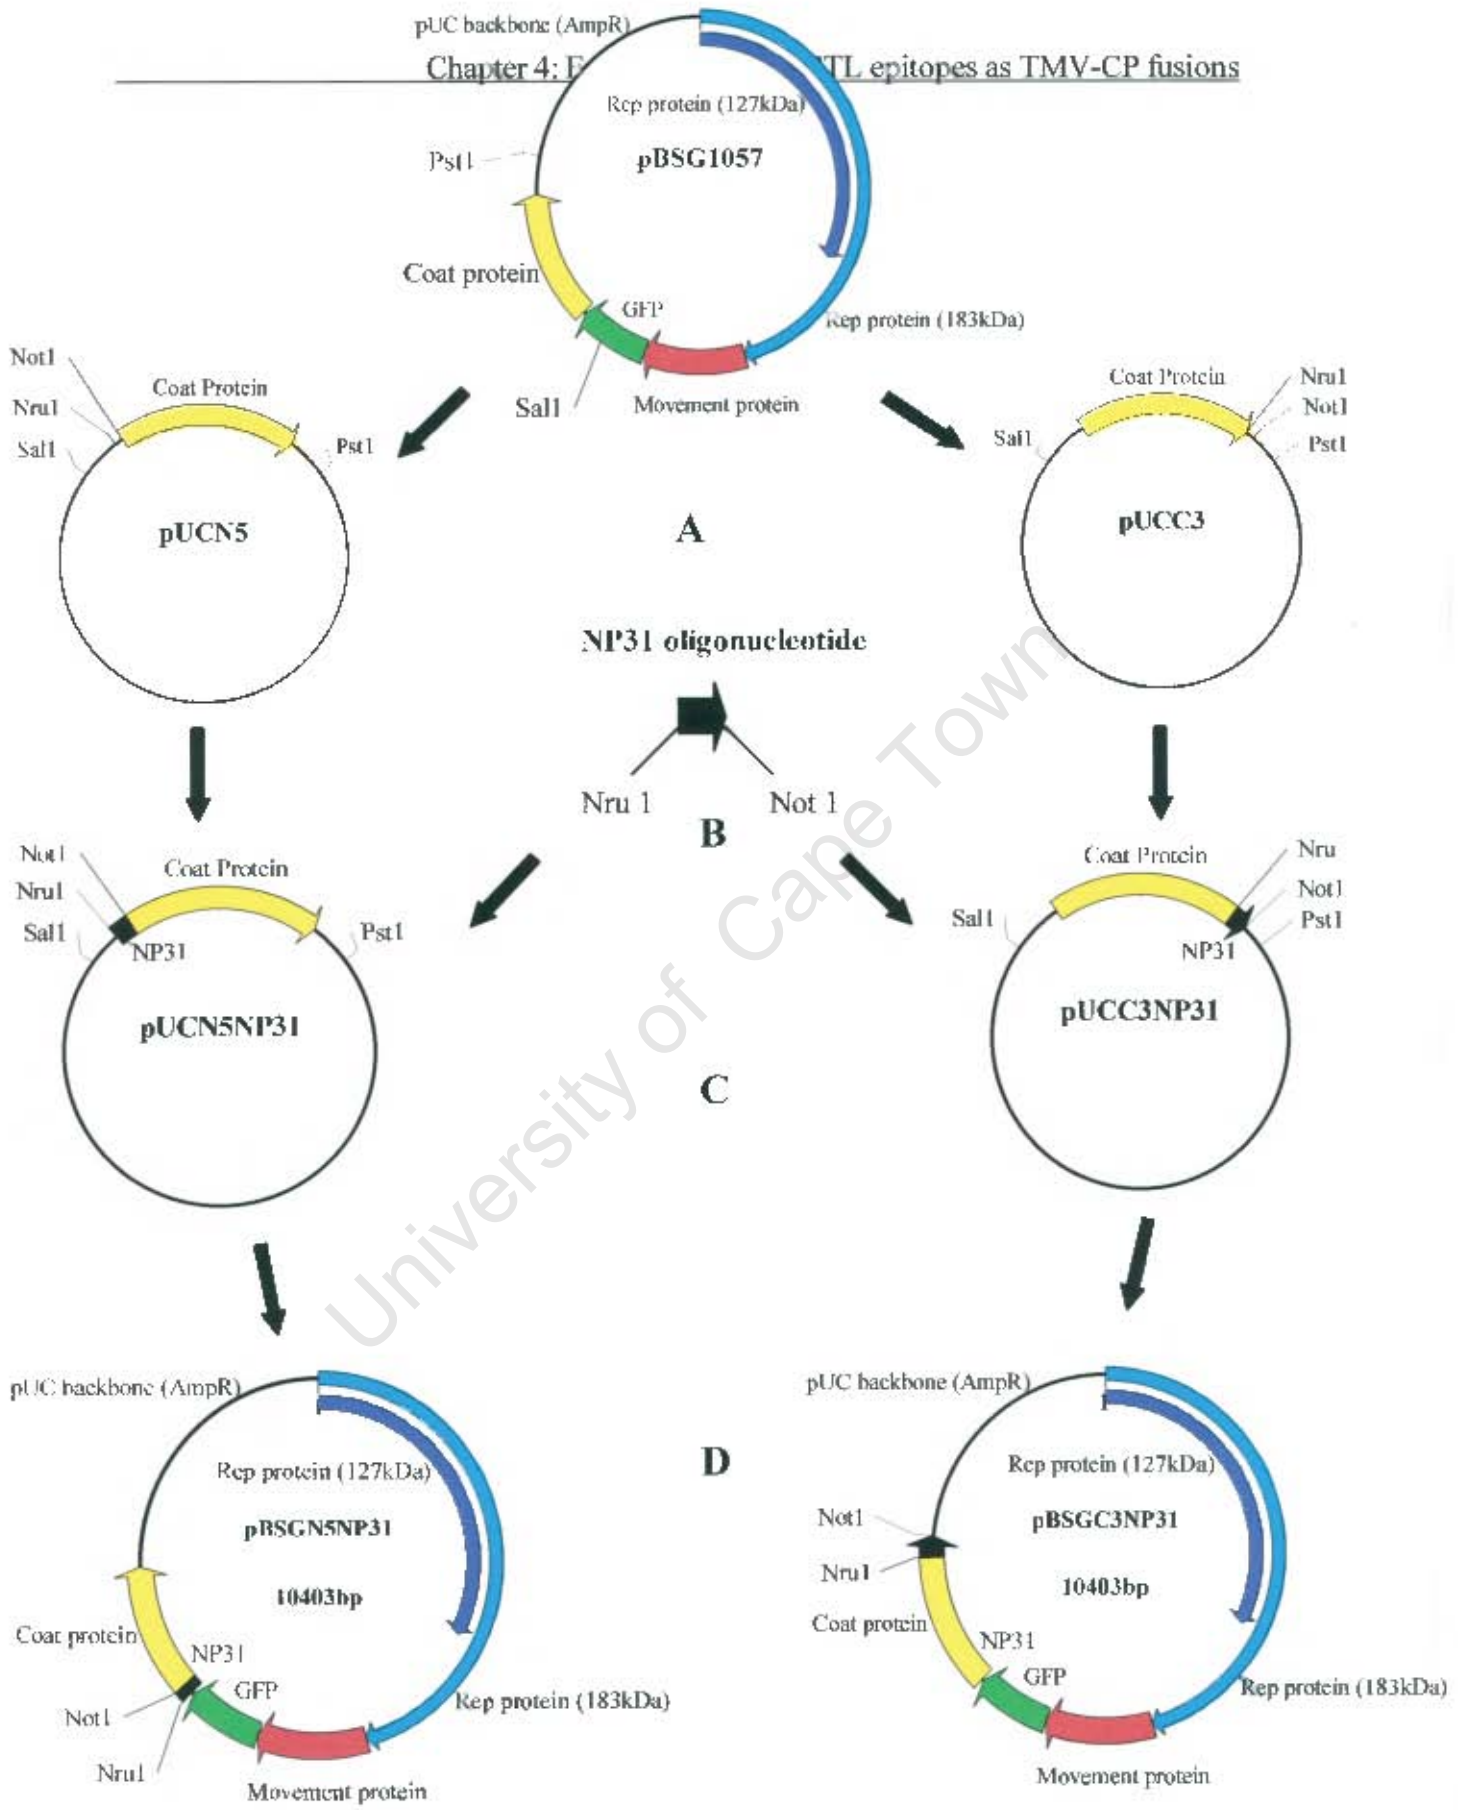 pUC backbone (AmpR)
Chapter 4: E TL epitopes as TMV-CP fusions
Rep protein (127kDa)
pBSG1057
Pst1
Coat protein
GFP
Rep protein (183kDa)
Sal1
Movement protein
Not1
Nru1
Sal1
Coat Protein
Pst1
pUCN5
Coat Protein
Nru1
Not1
Sal1
Pst1
pUCC3
A
NP31 oligonucleotide
Nru 1
Not 1
B
Not1
Nru1
Sal1
Coat Protein
NP31
Pst1
pUCN5NP31
Coat Protein
Nru
Not1
Sal1
Pst1
NP31
pUCC3NP31
C
University of Cape Town
pUC backbone (AmpR)
Rep protein (127kDa)
pBSGN5NP31
10403bp
Coat protein
NP31
GFP
Not1
Nru1
Rep protein (183kDa)
Movement protein
D
pUC backbone (AmpR)
Rep protein (127kDa)
Not1
pBSGC3NP31
Nru1
10403bp
Coat protein
NP31
GFP
Rep protein (183kDa)
Movement protein